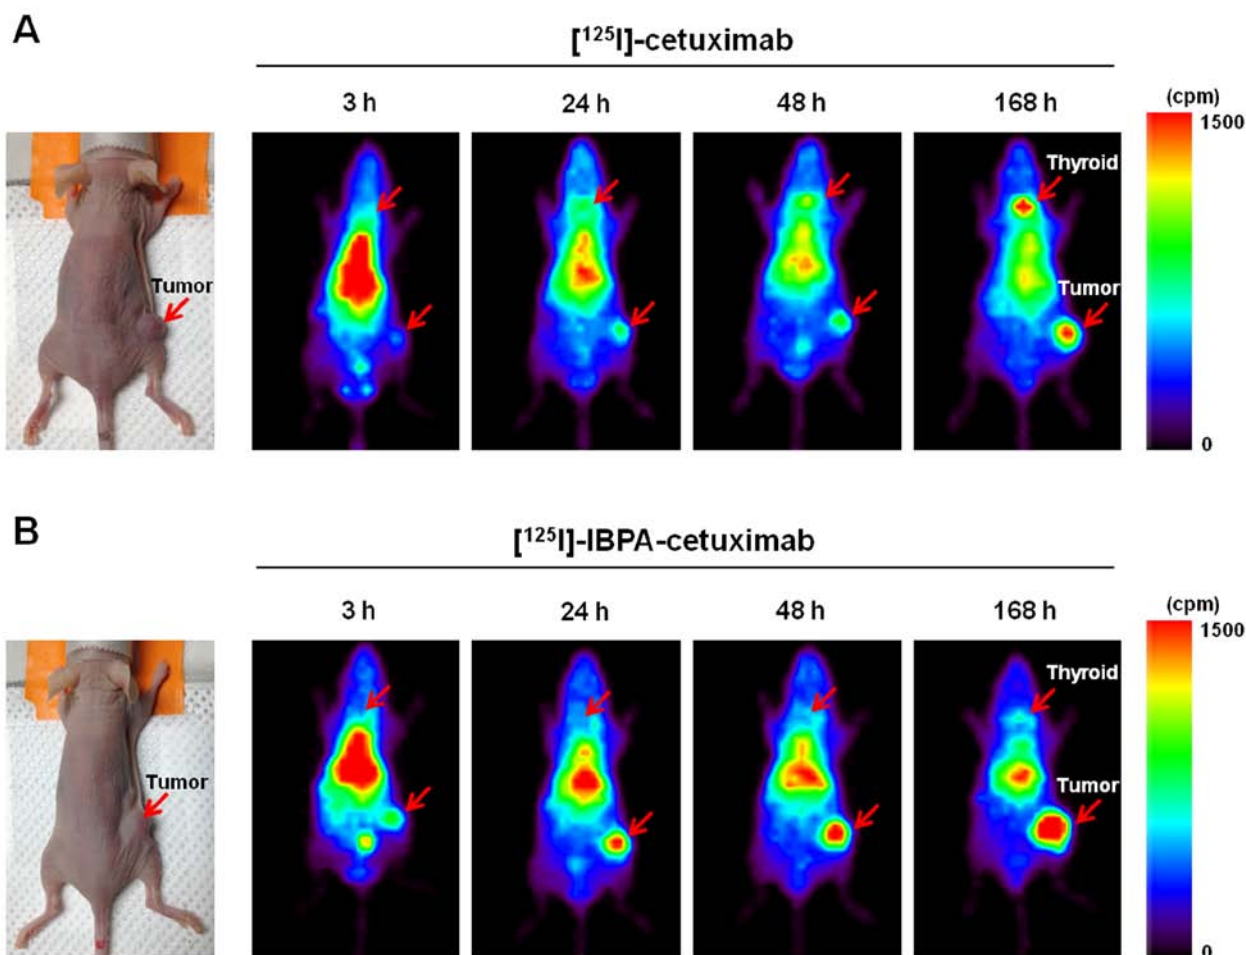 A
[¹²⁵I]-cetuximab
3 h
24 h
48 h
168 h
(cpm)
1500
Thyroid
Tumor
Tumor
0
B
[¹²⁵I]-IBPA-cetuximab
3 h
24 h
48 h
168 h
(cpm)
1500
Thyroid
Tumor
Tumor
0